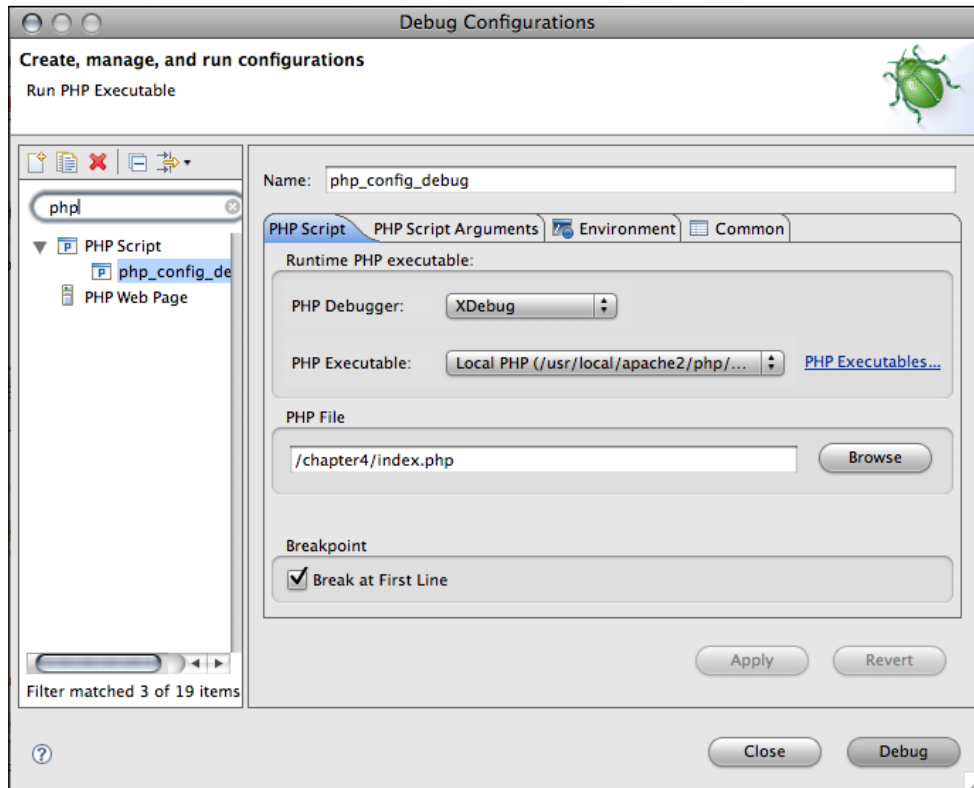 Debug Configurations
Create, manage, and run configurations
Run PHP Executable
Name: php_config_debug
php
PHP Script
php_config_de
PHP Web Page
Filter matched 3 of 19 items
PHP Script PHP Script Arguments Environment Common
Runtime PHP executable:
PHP Debugger: XDebug
PHP Executable: Local PHP (/usr/local/apache2/php/... PHP Executables...
PHP File
/chapter4/index.php Browse
Breakpoint
Break at First Line
Apply Revert
? Close Debug